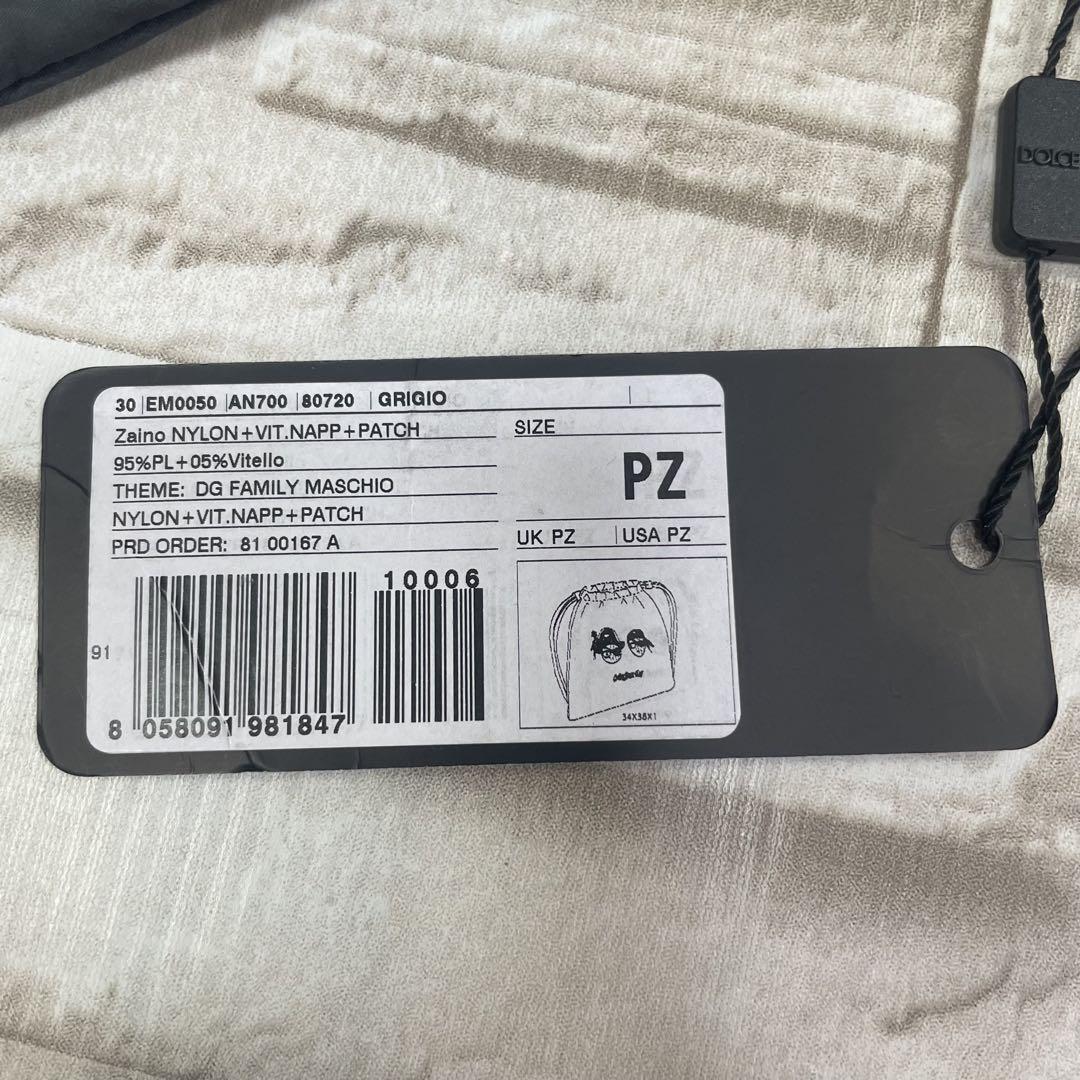 DOLCE
30 |EM0050 |AN700 |80720 |GRIGIO
Zaino NYLON+VIT.NAPP+PATCH
95%PL+05%Vitello
THEME: DG FAMILY MASCHIO
NYLON+VIT.NAPP+PATCH
PRD ORDER: 81 00167 A
SIZE
PZ
UK PZ | USA PZ
10006
91
8 058091 981847
34X38X1